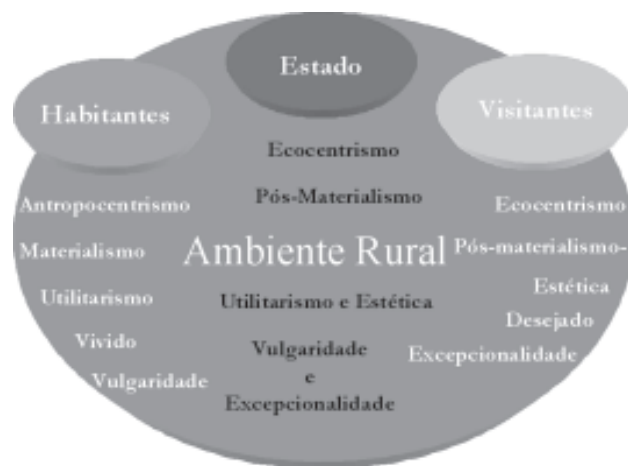 Estado
Habitantes
Visitantes
Ecocentrismo
Pós-Materialismo
Antropocentrismo
Ecocentrismo
Materialismo
Ambiente Rural
Pós-materialismo-
Utilitarismo
Utilitarismo e Estética
Estética
Vivido
Desejado
Vulgaridade
e
Excepcionalidade
Vulgaridade
Excepcionalidade